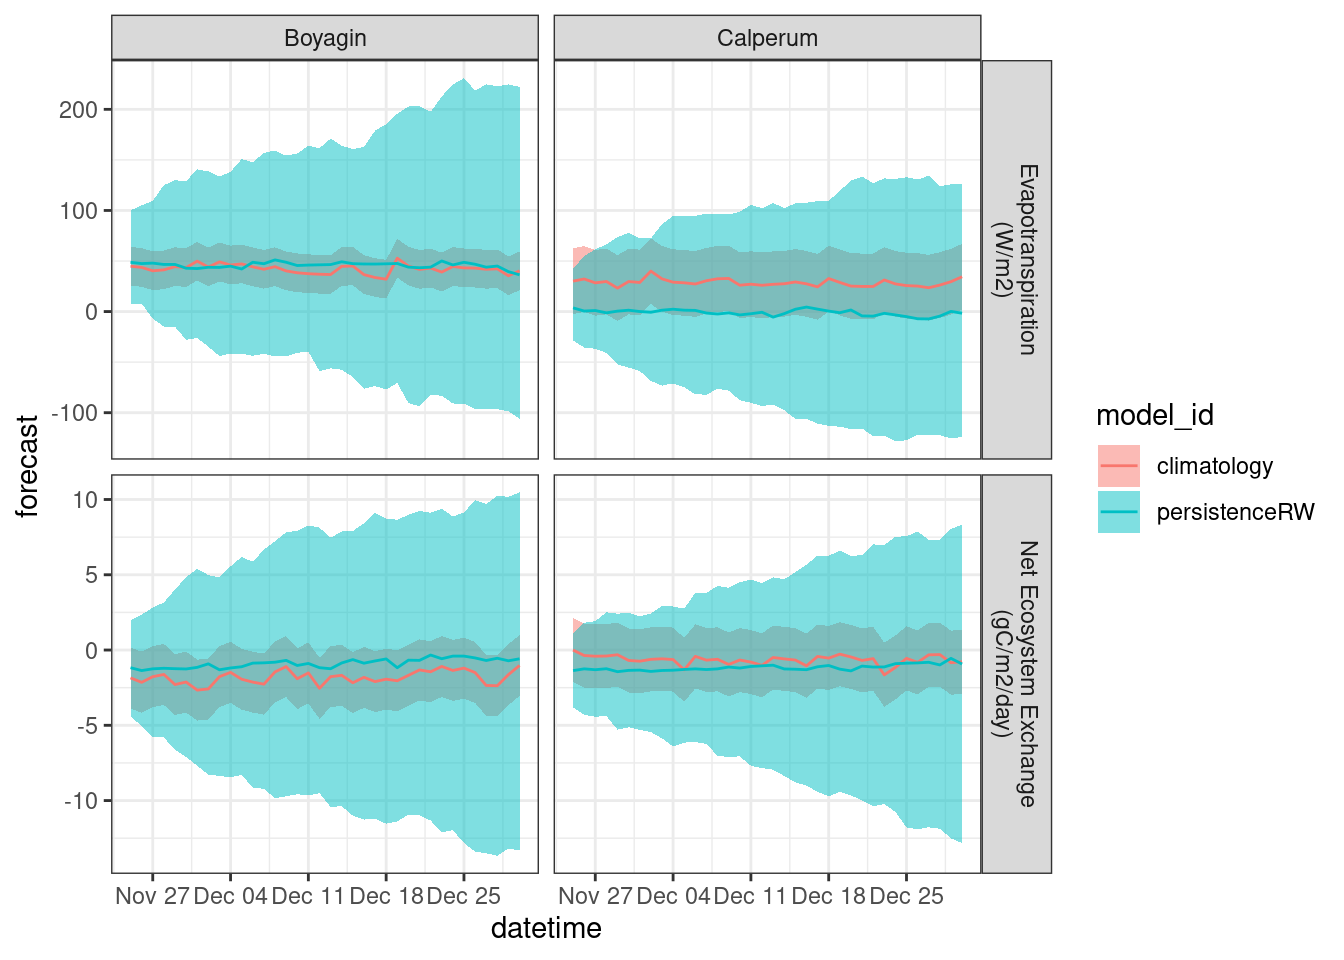 Boyagin
Calperum
200
100
0
-100
Evapotranspiration
(W/m2)
10
5
0
-5
-10
Net Ecosystem Exchange
(gC/m2/day)
forecast
Nov 27 Dec 04 Dec 11 Dec 18 Dec 25
Nov 27 Dec 04 Dec 11 Dec 18 Dec 25
datetime
model_id
climatology
persistenceRW